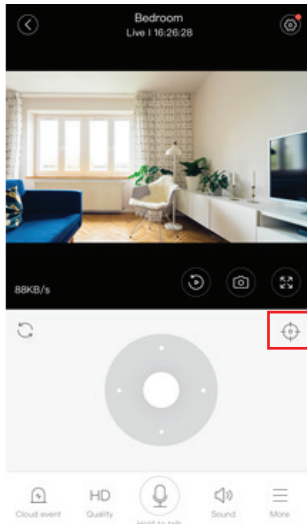 Bedroom
Live | 16:26:28
88KB/s
HD
Cloud event
Quality
Hold to talk
Sound
More